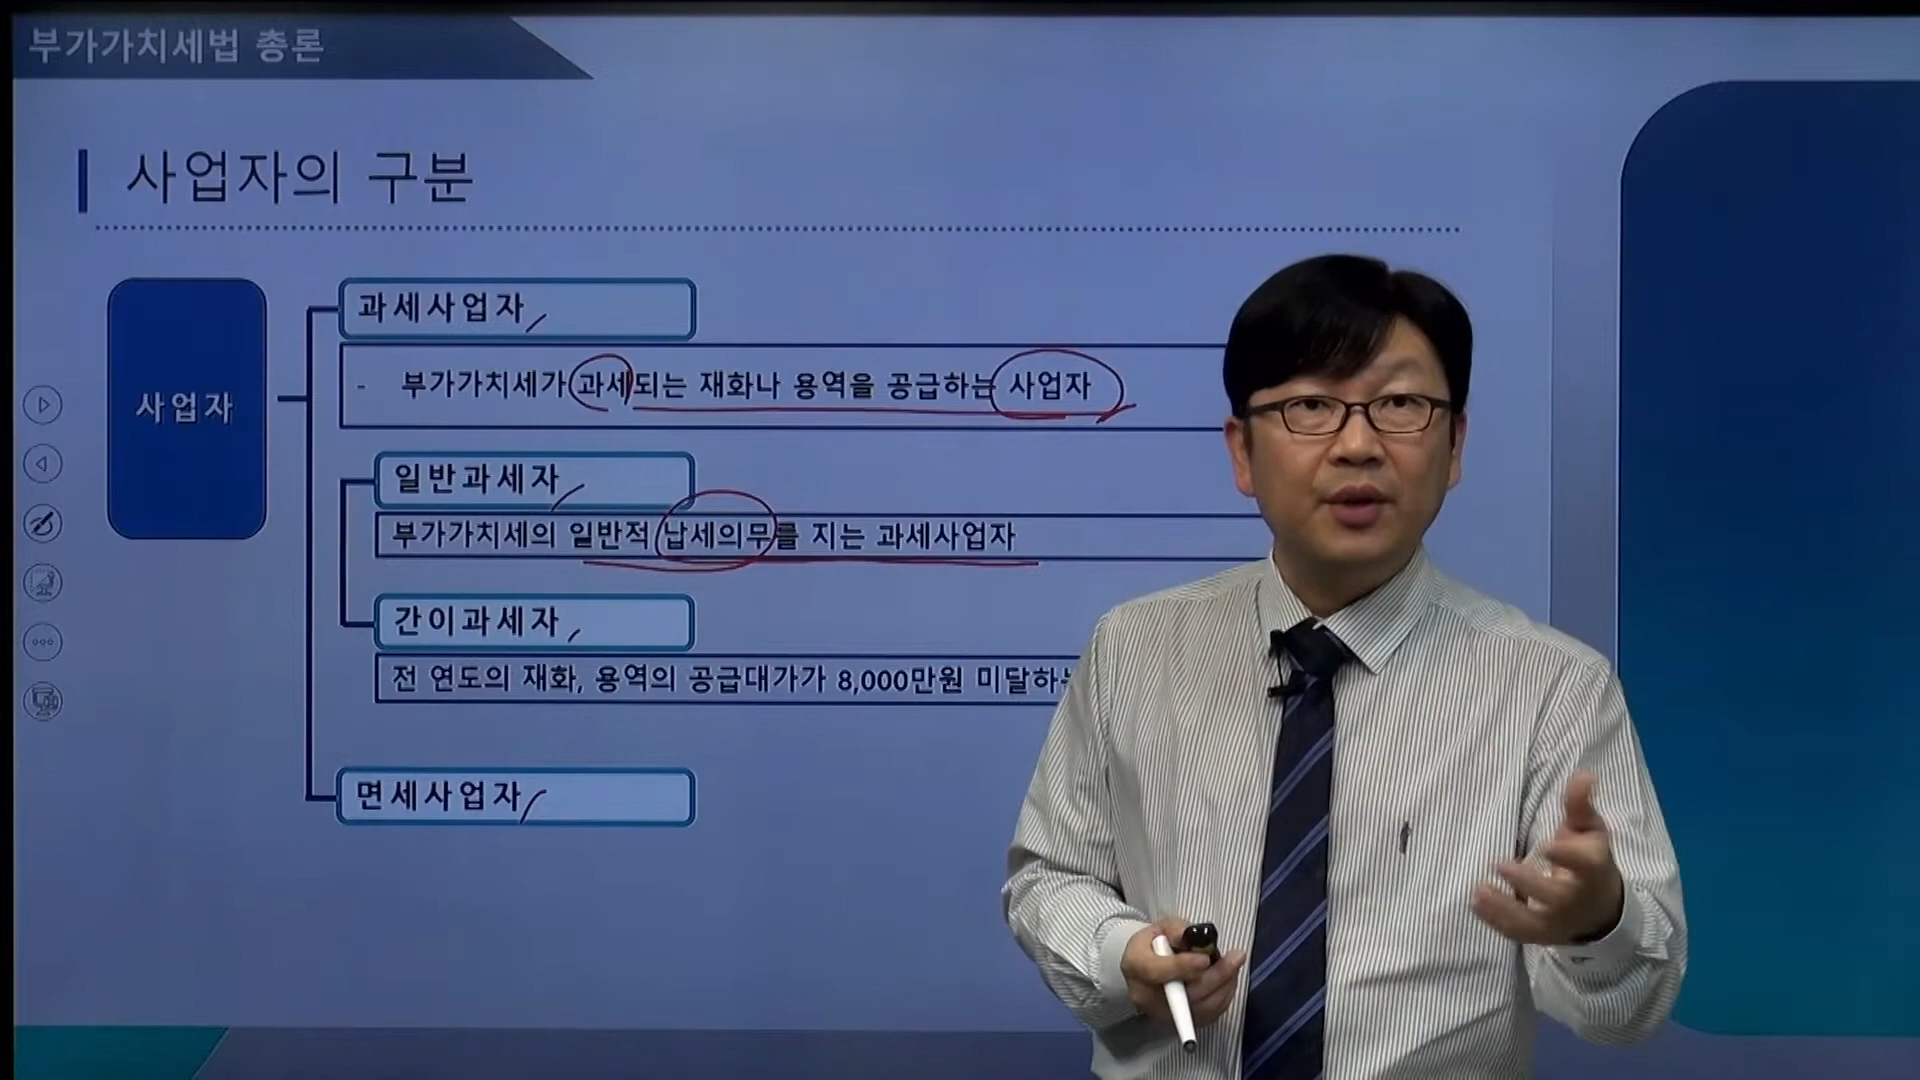 부가가치세법 총론
사업자의 구분
사업자
과세사업자
- 부가가치세가 과세되는 재화나 용역을 공급하는 사업자
일반과세자
부가가치세의 일반적 납세의무를 지는 과세사업자
간이과세자
전 연도의 재화, 용역의 공급대가가 8,000만원 미달하는
면세사업자